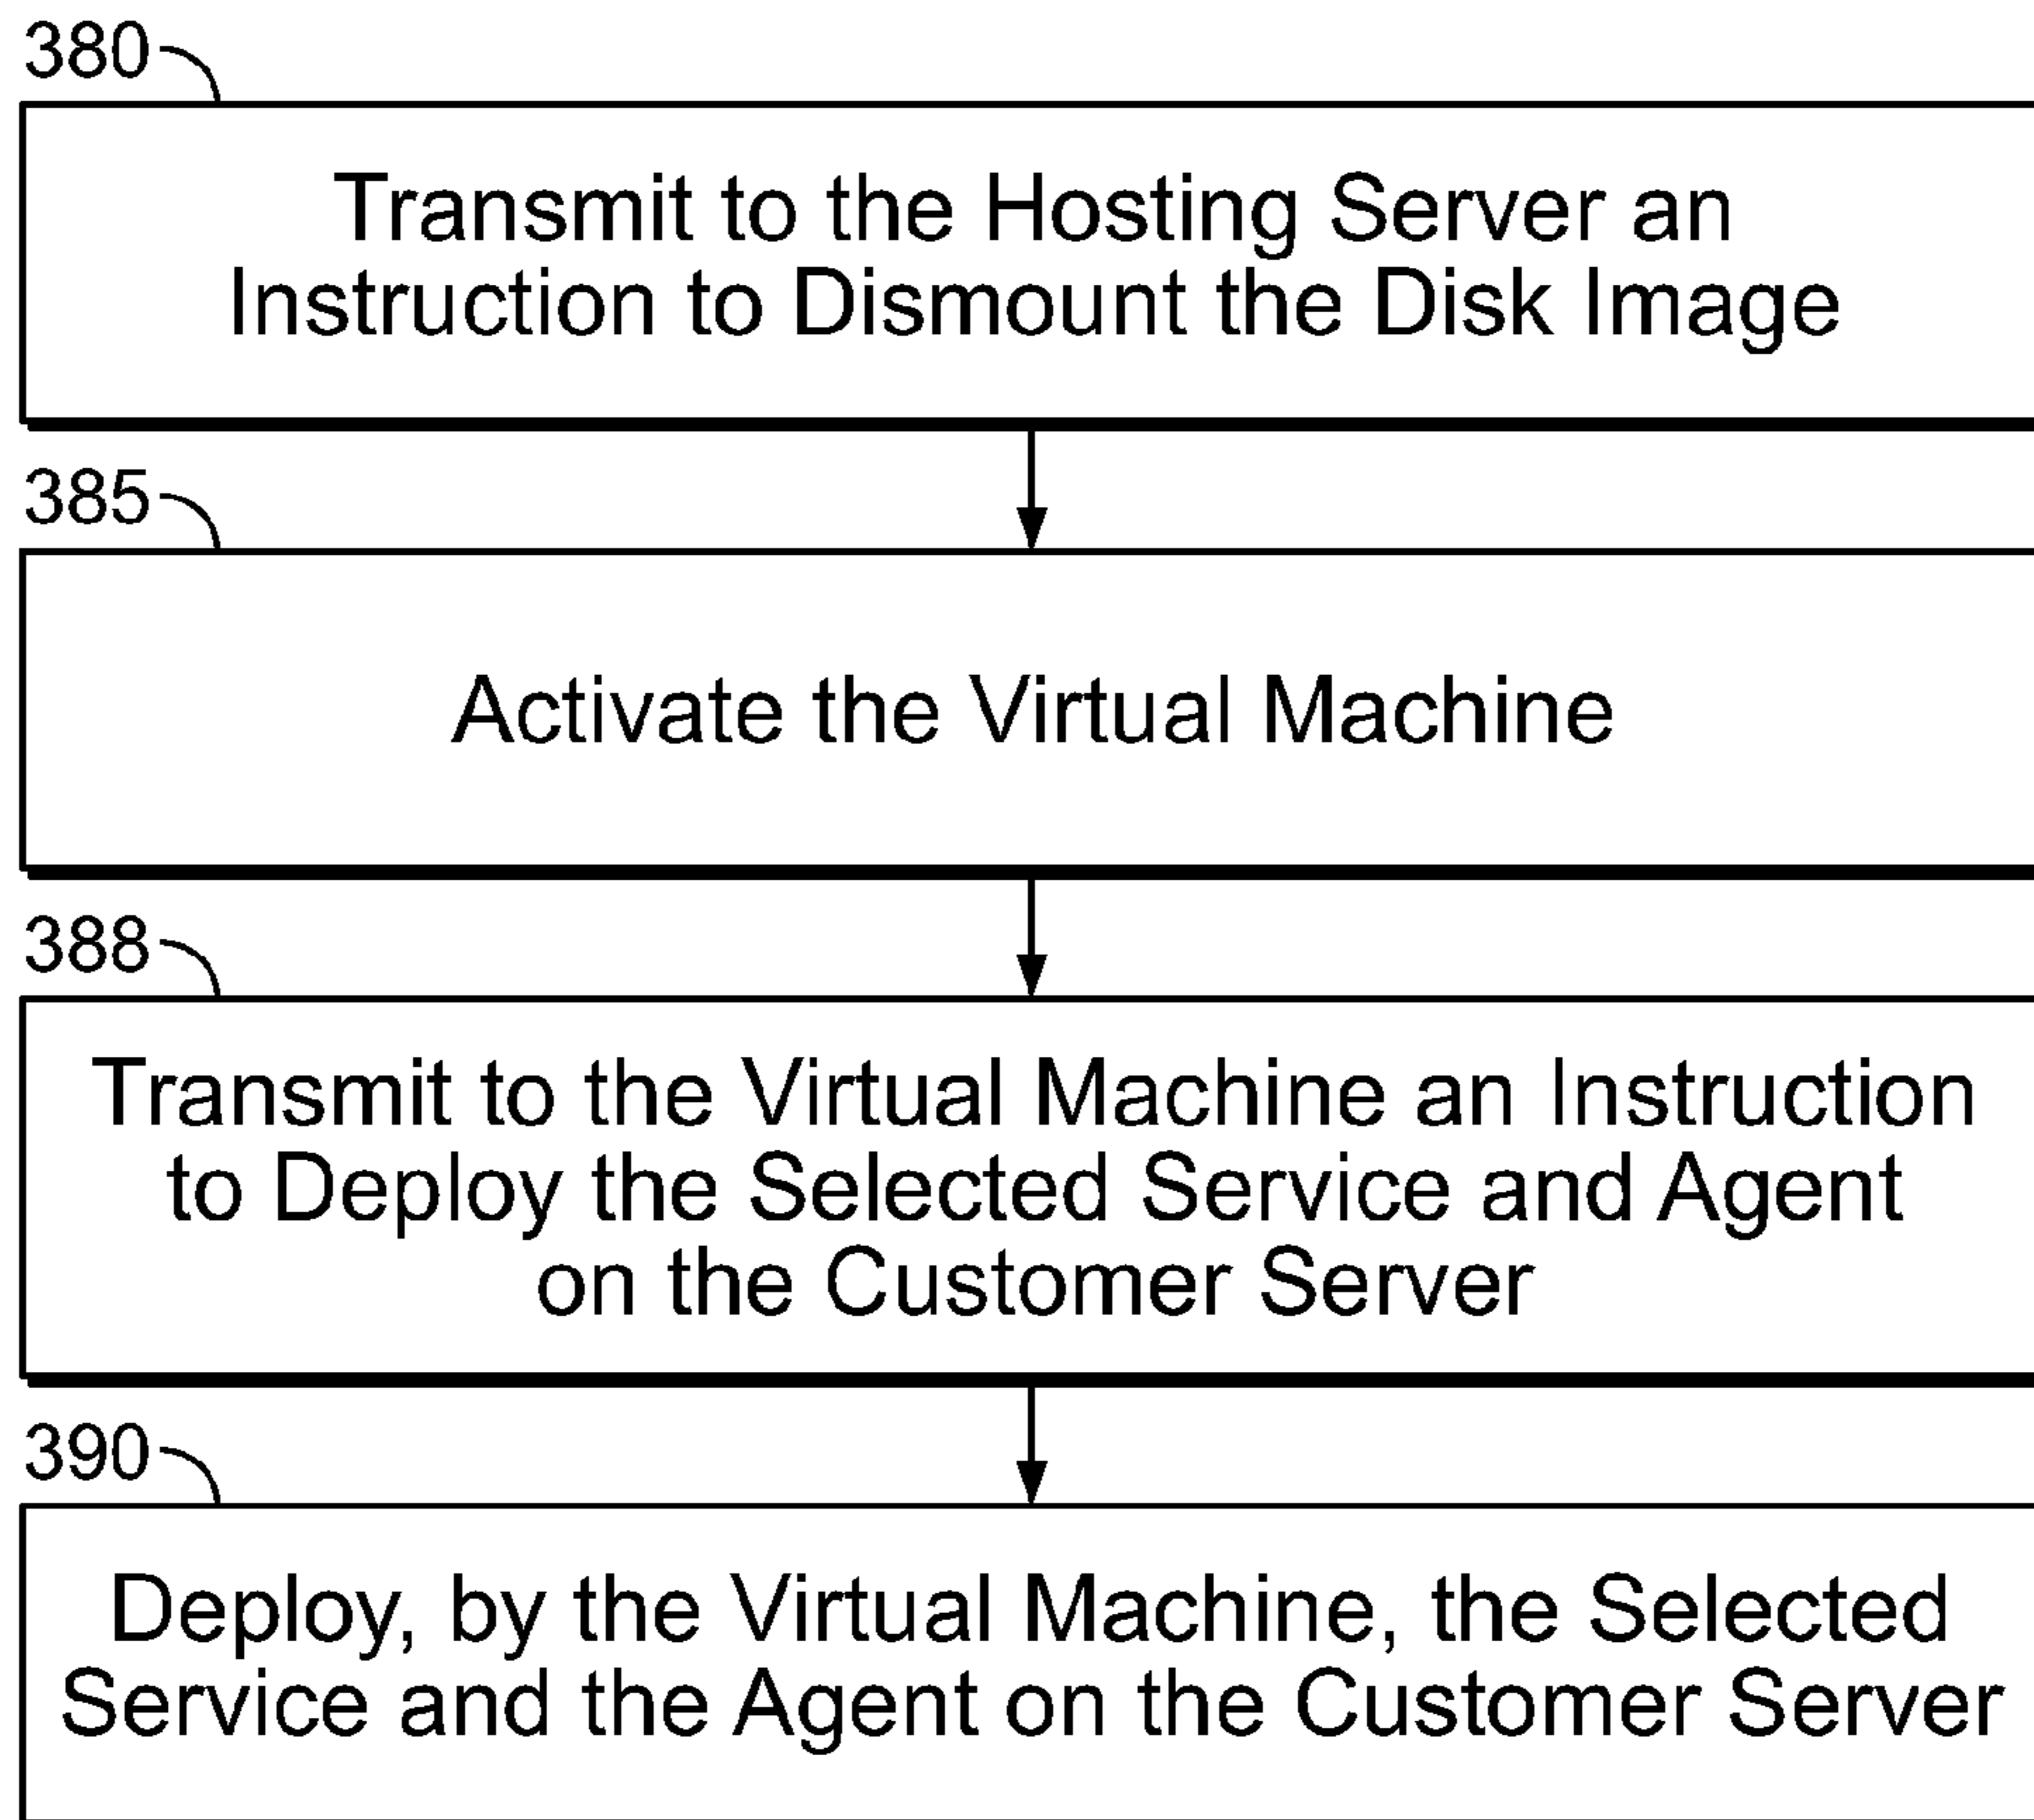 380
Transmit to the Hosting Server an
Instruction to Dismount the Disk Image
385
Activate the Virtual Machine
388
Transmit to the Virtual Machine an Instruction
to Deploy the Selected Service and Agent
on the Customer Server
390
Deploy, by the Virtual Machine, the Selected
Service and the Agent on the Customer Server